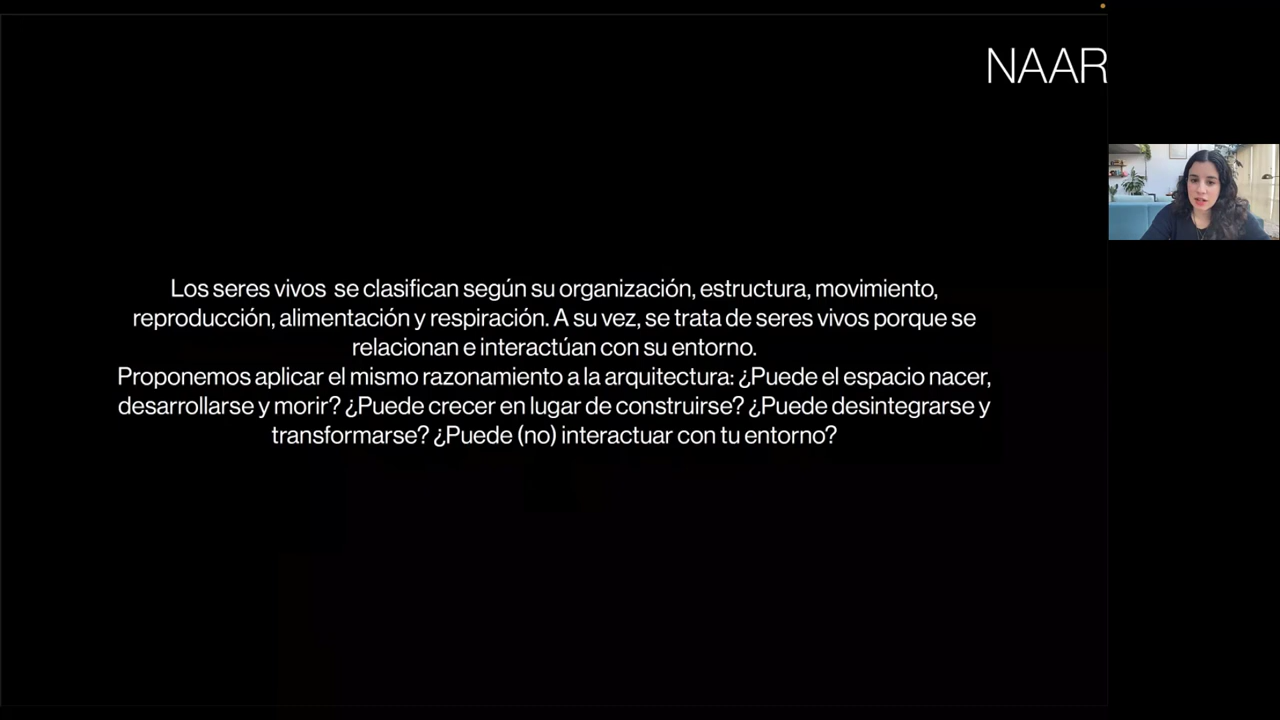 NAAR
Los seres vivos se clasifican según su organización, estructura, movimiento,
reproducción, alimentación y respiración. A su vez, se trata de seres vivos porque se
relacionan e interactúan con su entorno.
Proponemos aplicar el mismo razonamiento a la arquitectura: ¿Puede el espacio nacer,
desarrollarse y morir? ¿Puede crecer en lugar de construirse? ¿Puede desintegrarse y
transformarse? ¿Puede (no) interactuar con tu entorno?